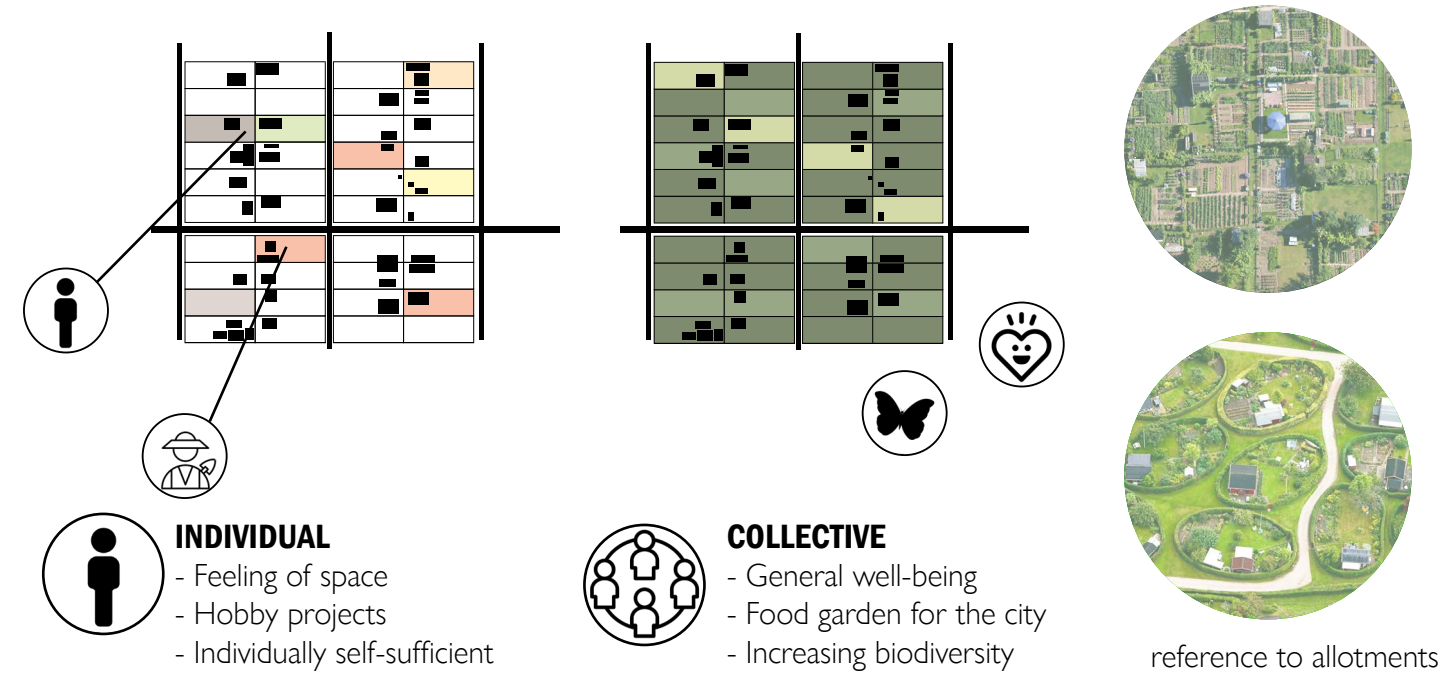 INDIVIDUAL
- Feeling of space
- Hobby projects
- Individually self-sufficient
COLLECTIVE
- General well-being
- Food garden for the city
- Increasing biodiversity
reference to allotments